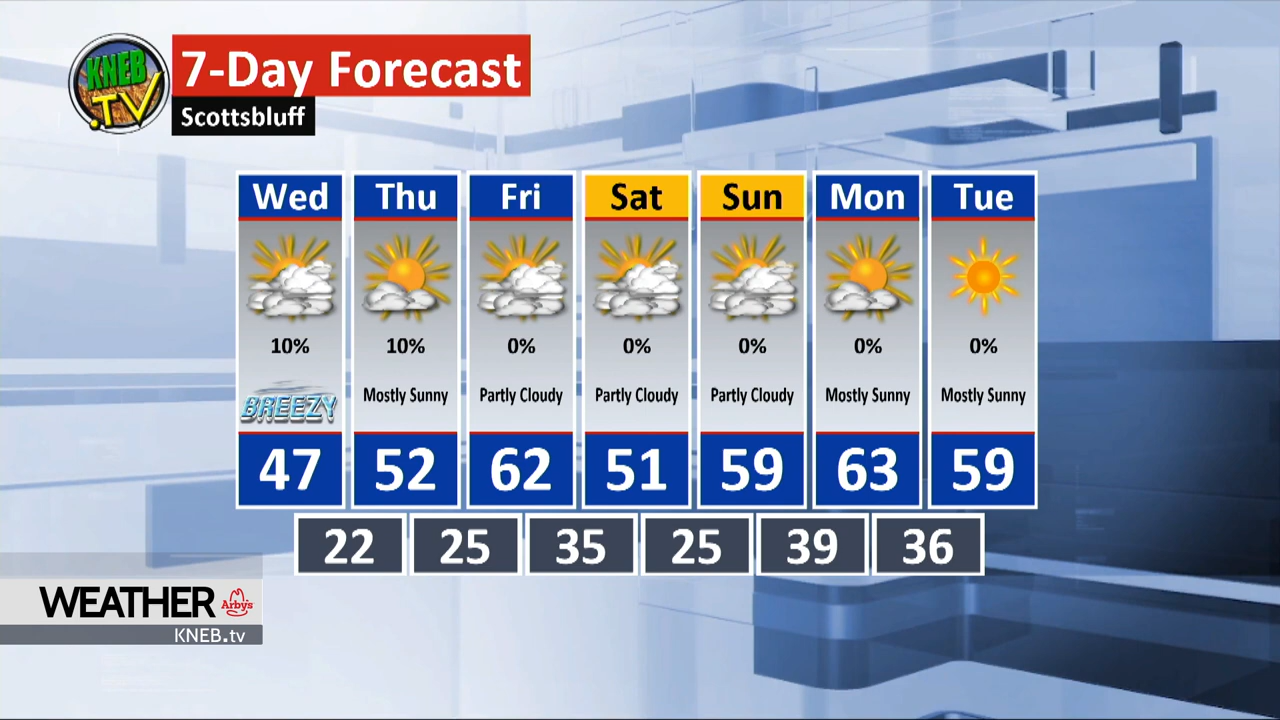 KNEB
.TV
7-Day Forecast
Scottsbluff
Wed Thu Fri Sat Sun Mon Tue
10% 10% 0% 0% 0% 0% 0%
BREEZY Mostly Sunny Partly Cloudy Partly Cloudy Partly Cloudy Mostly Sunny Mostly Sunny
47 52 62 51 59 63 59
22 25 35 25 39 36
WEATHER Arby's
KNEB.tv